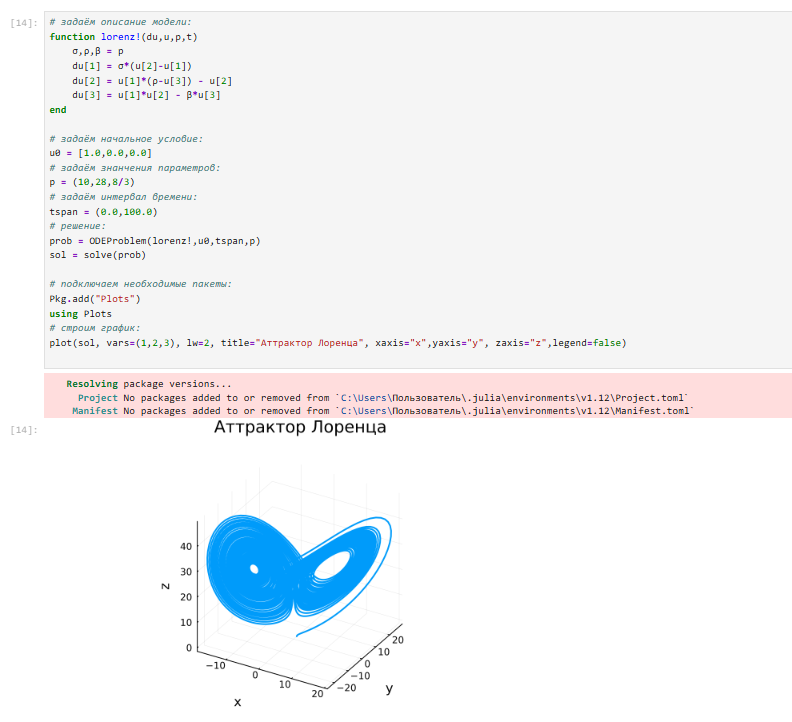 [14]:
# задаём описание модели:
function lorenz!(du,u,p,t)
    σ,ρ,β = p
    du[1] = σ*(u[2]-u[1])
    du[2] = u[1]*(ρ-u[3]) - u[2]
    du[3] = u[1]*u[2] - β*u[3]
end
# задаём начальное условие:
u0 = [1.0,0.0,0.0]
# задаём знанчения параметров:
p = (10,28,8/3)
# задаём интервал времени:
tspan = (0.0,100.0)
# решение:
prob = ODEProblem(lorenz!,u0,tspan,p)
sol = solve(prob)
# подключаем необходимые пакеты:
Pkg.add("Plots")
using Plots
# строим график:
plot(sol, vars=(1,2,3), lw=2, title="Аттрактор Лоренца", xaxis="x",yaxis="y", zaxis="z",legend=false)
Resolving package versions...
Project No packages added to or removed from `C:\Users\Пользователь\.julia\environments\v1.12\Project.toml`
Manifest No packages added to or removed from `C:\Users\Пользователь\.julia\environments\v1.12\Manifest.toml`
[14]:
Аттрактор Лоренца
40
30
20
10
0
z
−10
0
10
20
x
−20
−10
0
10
20
y